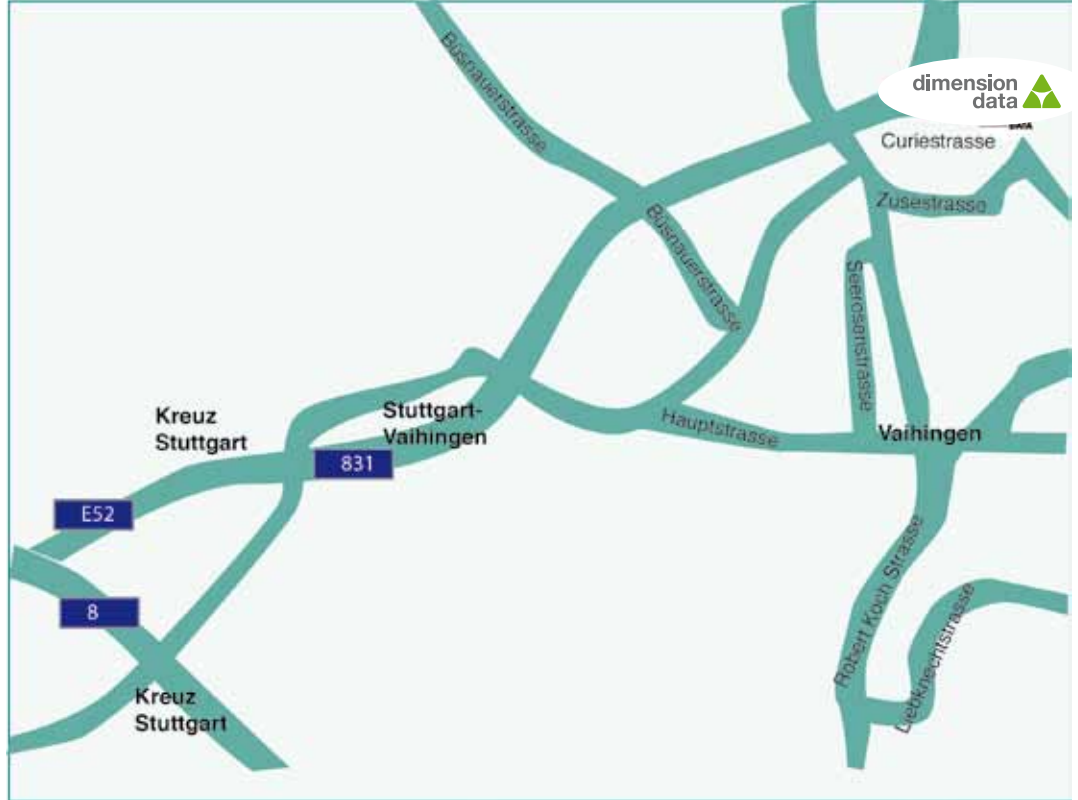 Busnauerstrasse
dimension
data
Curiestrasse
Zusestrasse
Busnauerstrasse
Seerosenstrasse
Kreuz
Stuttgart
Stuttgart-
Vaihingen
Hauptstrasse
Vaihingen
831
E52
8
Robert Koch Strasse
Liebknechtstrasse
Kreuz
Stuttgart